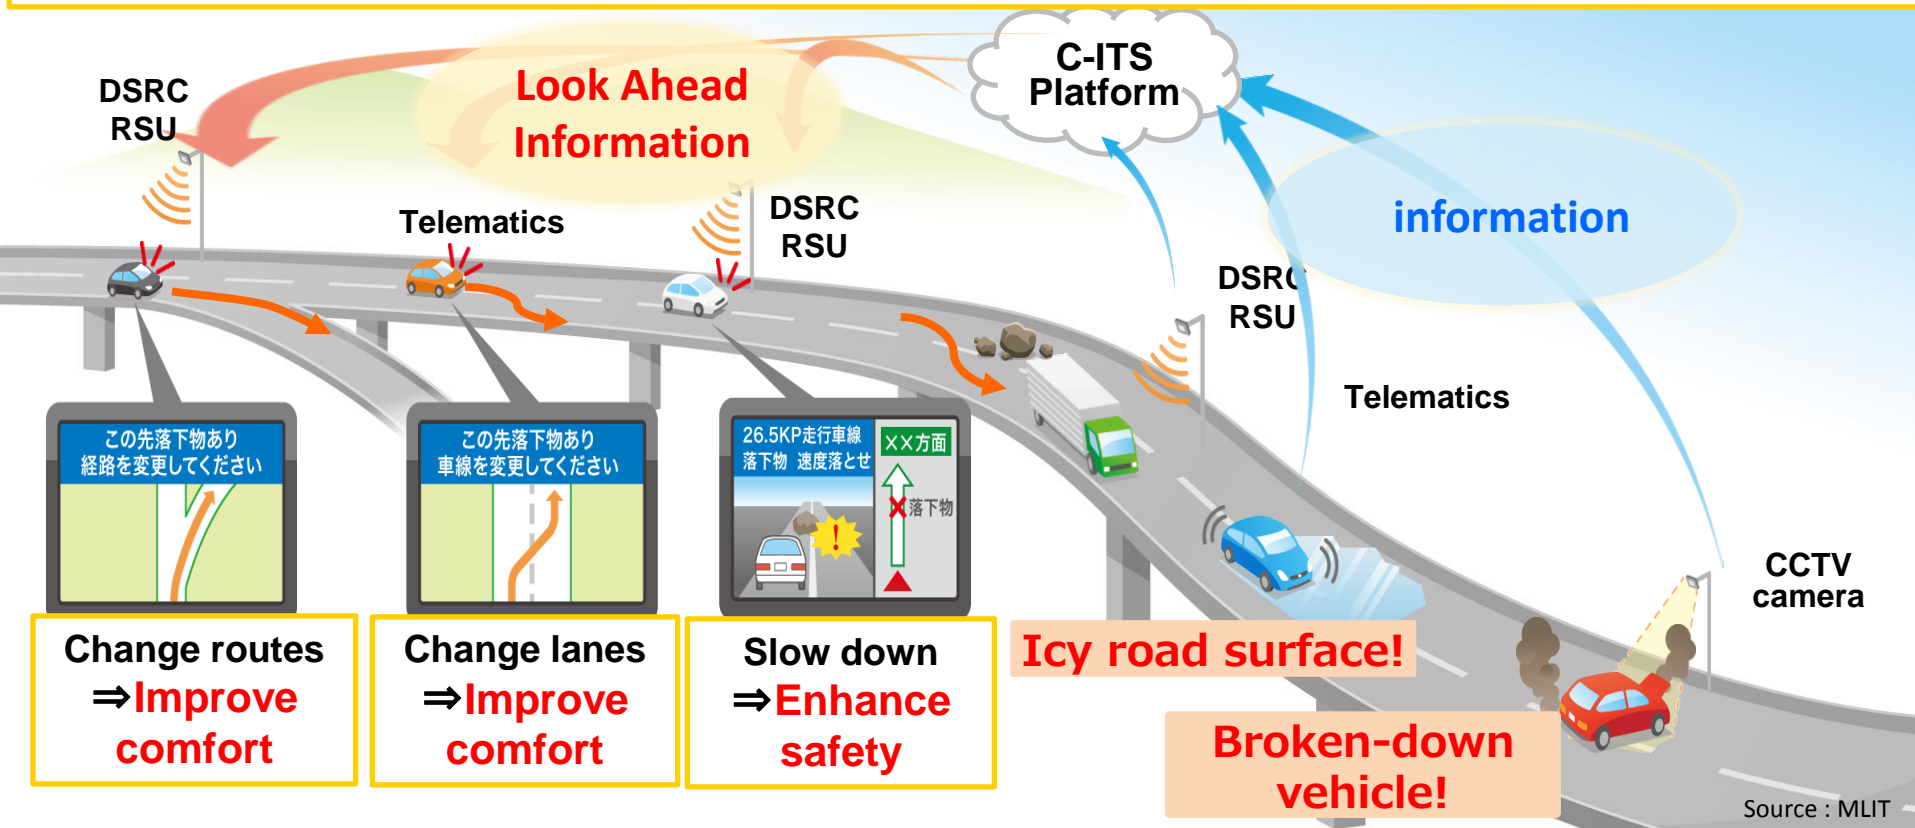 C-ITS
Platform
Look Ahead
Information
DSRC
RSU
Telematics
DSRC
RSU
information
DSRC
RSU
Telematics
CCTV
camera
この先落下物あり
経路を変更してください
この先落下物あり
車線を変更してください
26.5KP走行車線
落下物 速度落とせ
××方面
落下物
!
Change routes
⇒Improve
comfort
Change lanes
⇒Improve
comfort
Slow down
⇒Enhance
safety
Icy road surface!
Broken-down
vehicle!
Source : MLIT